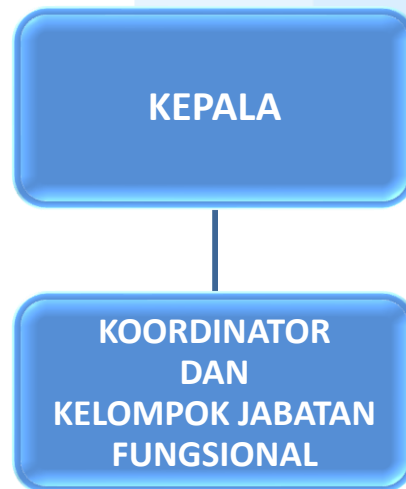 KEPALA
KOORDINATOR
DAN
KELOMPOK JABATAN
FUNGSIONAL